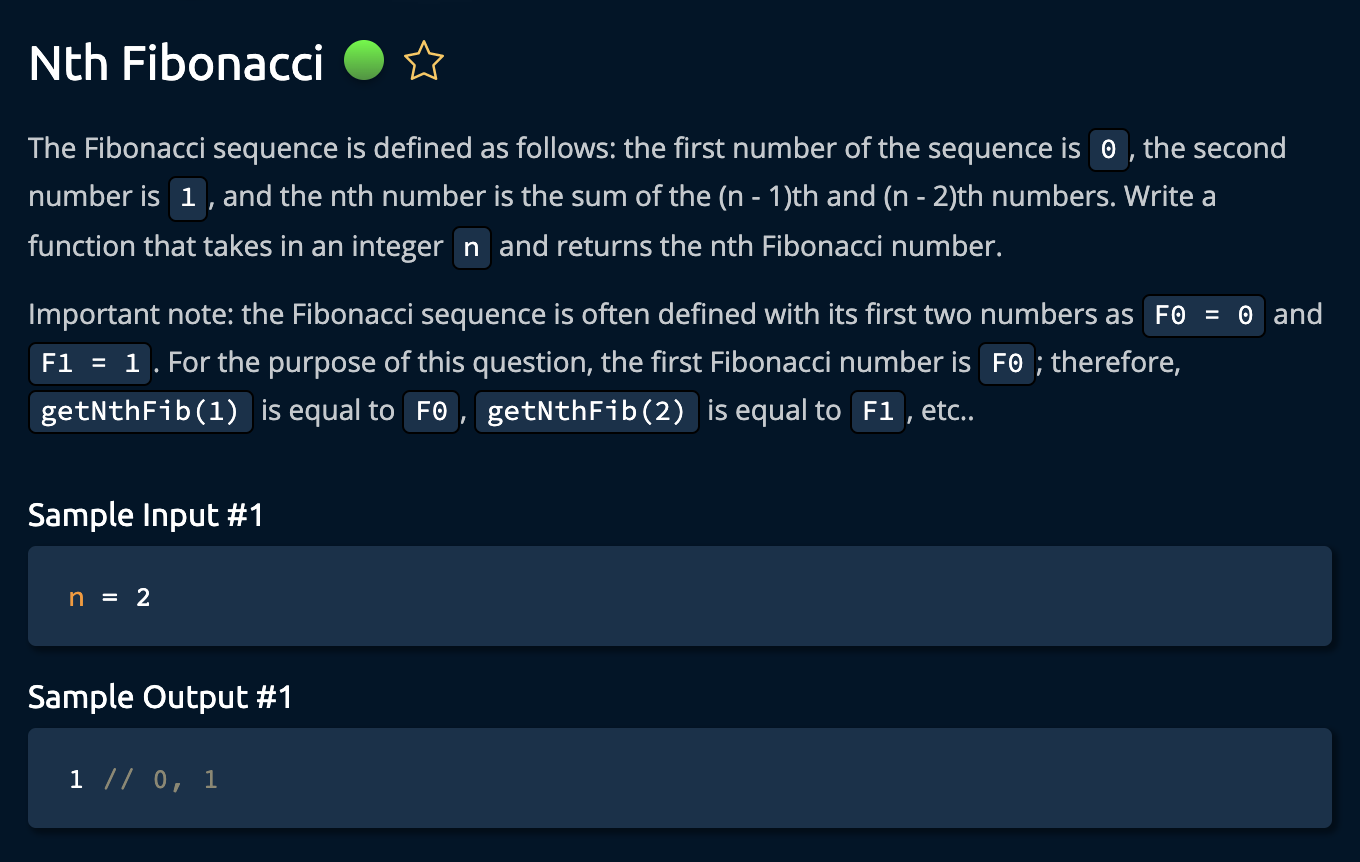 Nth Fibonacci
The Fibonacci sequence is defined as follows: the first number of the sequence is 0, the second
number is 1, and the nth number is the sum of the (n - 1)th and (n - 2)th numbers. Write a
function that takes in an integer n and returns the nth Fibonacci number.
Important note: the Fibonacci sequence is often defined with its first two numbers as F0 = 0 and
F1 = 1. For the purpose of this question, the first Fibonacci number is F0; therefore,
getNthFib(1) is equal to F0, getNthFib(2) is equal to F1, etc..
Sample Input #1
n = 2
Sample Output #1
1 // 0, 1